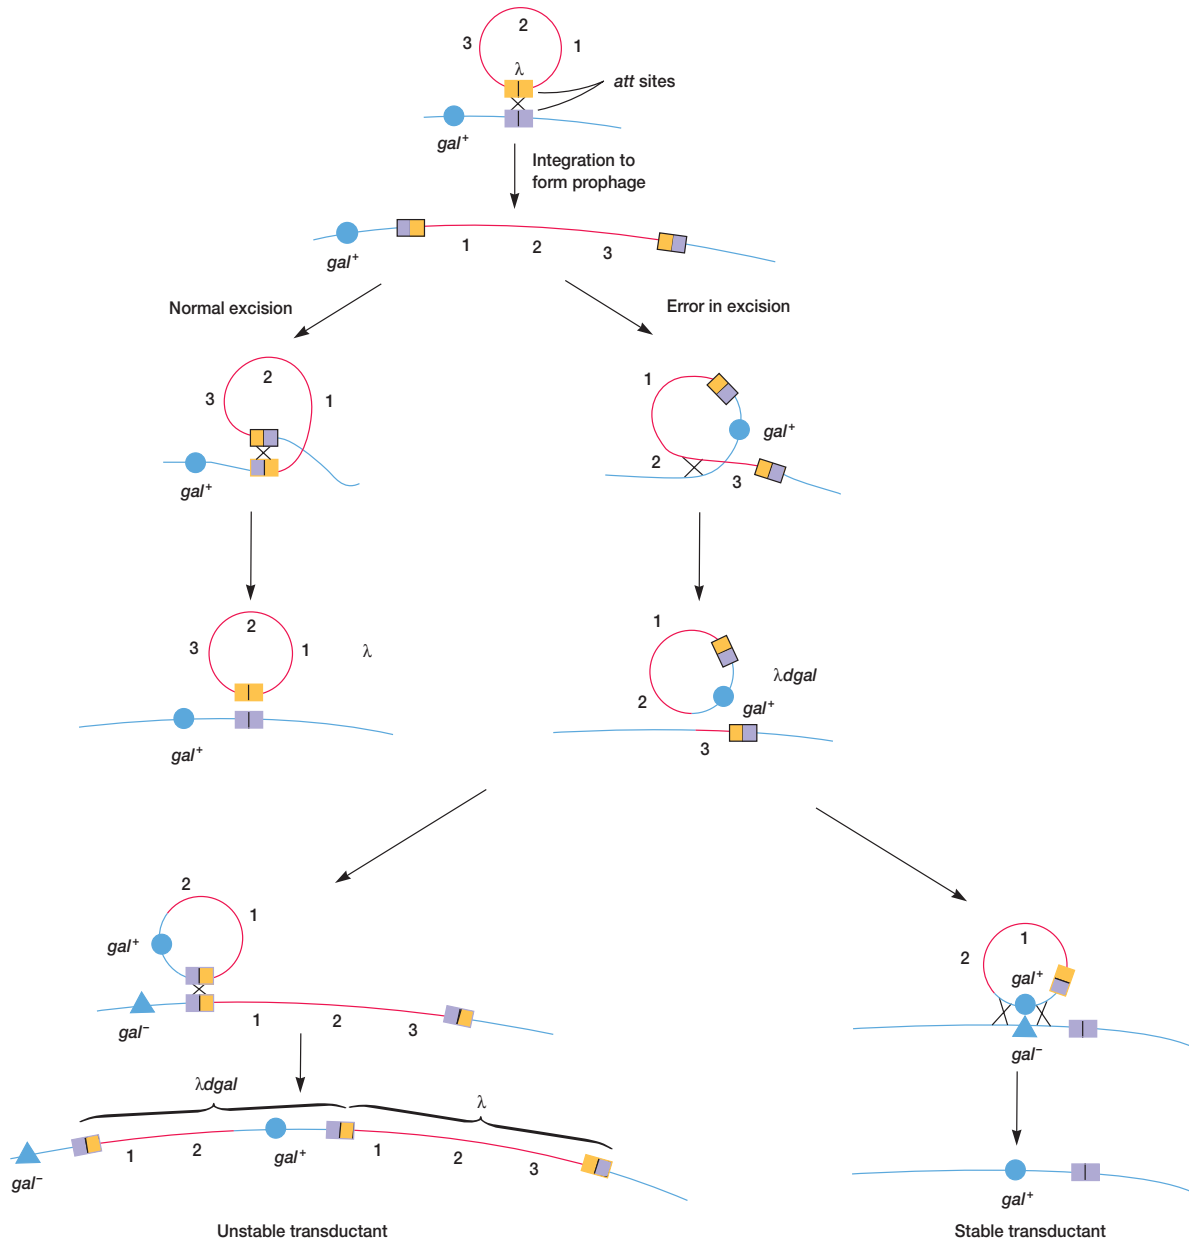 2
3
1
λ
att sites
gal+
Integration to
form prophage
gal+
1
2
3
Normal excision
Error in excision
2
3
1
gal+
1
gal+
2
3
2
3
1
λ
gal+
1
λdgal
2
gal+
3
2
1
gal+
gal−
1
2
3
λdgal
λ
gal−
1
2
gal+
1
2
3
Unstable transductant
1
2
gal+
gal−
gal+
Stable transductant